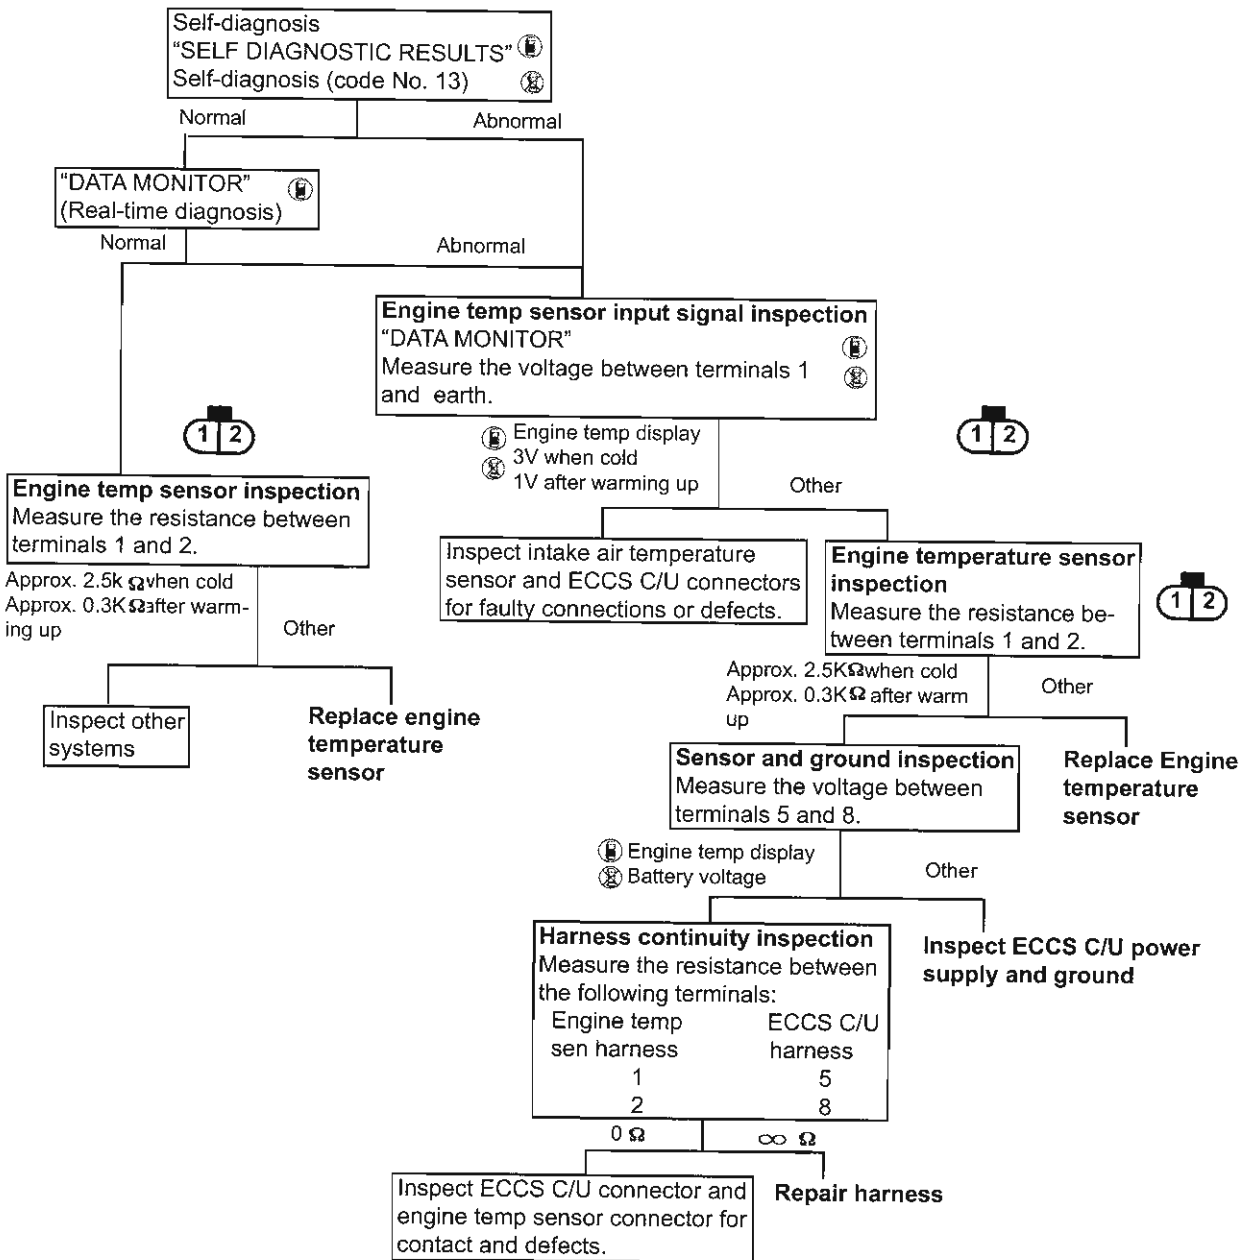 Self-diagnosis
“SELF DIAGNOSTIC RESULTS”
Self-diagnosis (code No. 13)
Normal
Abnormal
“DATA MONITOR”
(Real-time diagnosis)
Normal
Abnormal
Engine temp sensor input signal inspection
“DATA MONITOR”
Measure the voltage between terminals 1
and earth.
1 2
Engine temp display
3V when cold
1V after warming up
Other
1 2
Engine temp sensor inspection
Measure the resistance between
terminals 1 and 2.
Approx. 2.5k Ω when cold
Approx. 0.3K Ω after warm-
ing up
Other
Inspect other
systems
Replace engine
temperature
sensor
Inspect intake air temperature
sensor and ECCS C/U connectors
for faulty connections or defects.
Engine temperature sensor
inspection
Measure the resistance be-
tween terminals 1 and 2.
1 2
Approx. 2.5KΩ when cold
Approx. 0.3KΩ after warm
up
Other
Sensor and ground inspection
Measure the voltage between
terminals 5 and 8.
Replace Engine
temperature
sensor
Engine temp display
Battery voltage
Other
Harness continuity inspection
Measure the resistance between
the following terminals:
Engine temp ECCS C/U
sen harness harness
1 5
2 8
Inspect ECCS C/U power
supply and ground
0 Ω ∞ Ω
Inspect ECCS C/U connector and
engine temp sensor connector for
contact and defects.
Repair harness